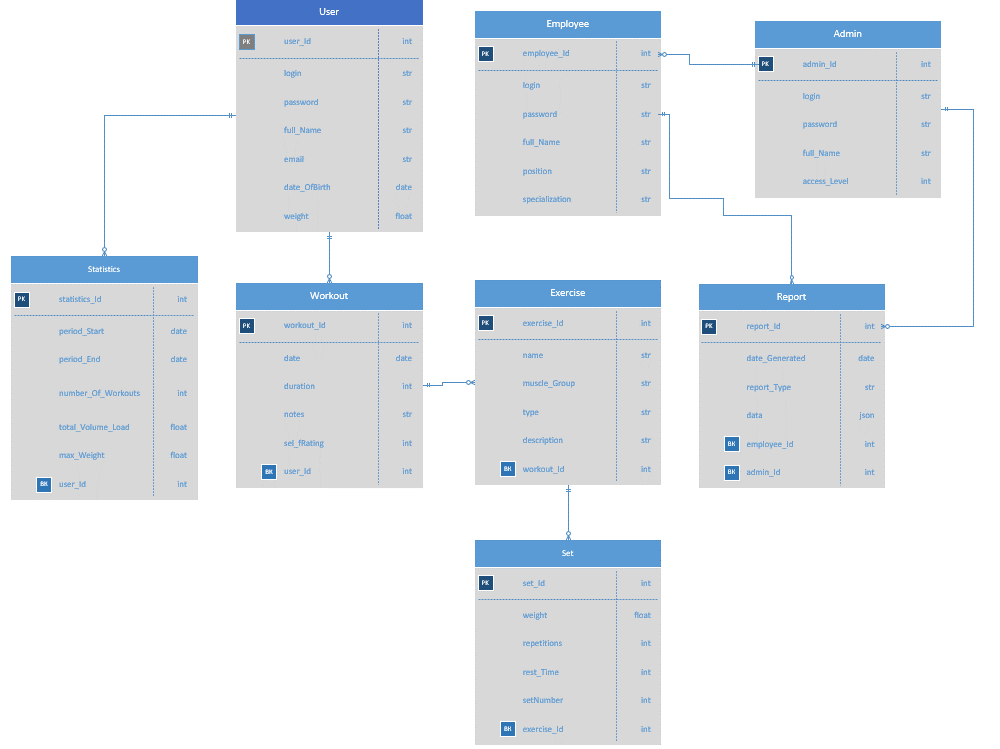 User
PK user_Id int
login str
password str
full_Name str
email str
date_OfBirth date
weight float
Employee
PK employee_Id int
login str
password str
full_Name str
position str
specialization str
Admin
PK admin_Id int
login str
password str
full_Name str
access_Level int
Statistics
PK statistics_Id int
period_Start date
period_End date
number_Of_Workouts int
total_Volume_Load float
max_Weight float
BK user_Id int
Workout
PK workout_Id int
date date
duration int
notes str
sel_fRating int
BK user_Id int
Exercise
PK exercise_Id int
name str
muscle_Group str
type str
description str
BK workout_Id int
Report
PK report_Id int
date_Generated date
report_Type str
data json
BK employee_Id int
BK admin_Id int
Set
PK set_Id int
weight float
repetitions int
rest_Time int
setNumber int
BK exercise_Id int